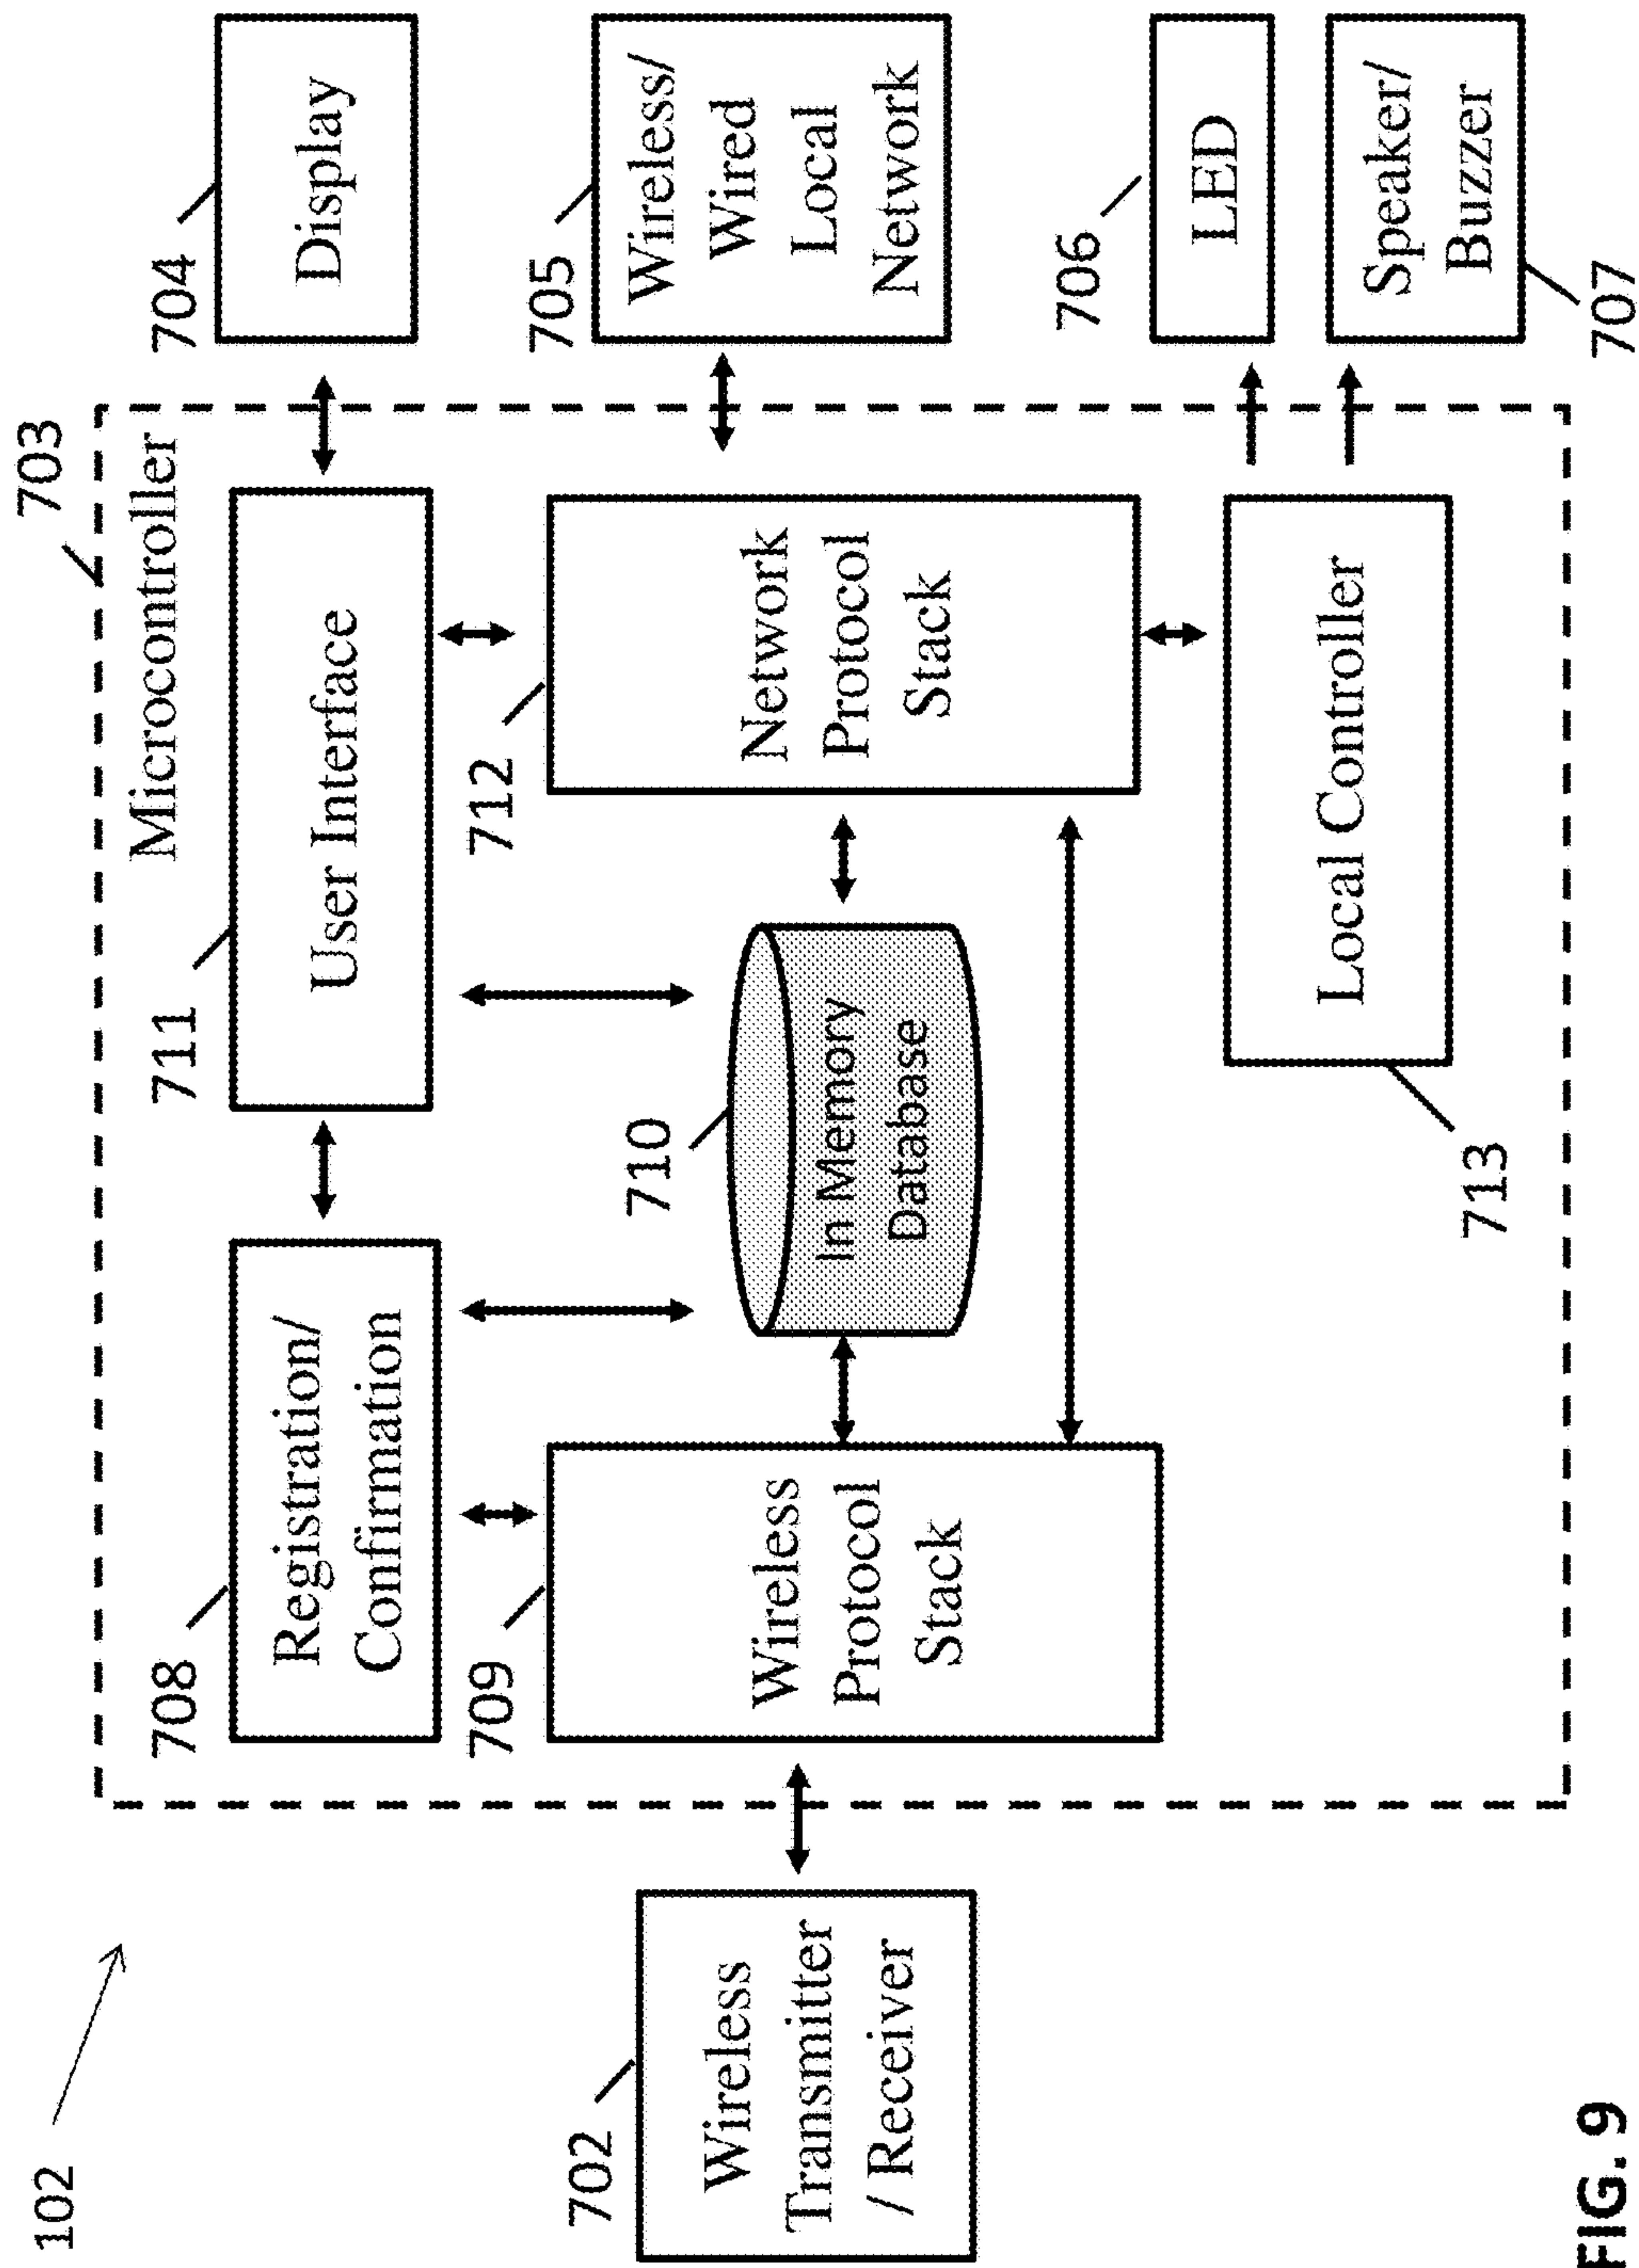 102
703
Microcontroller
702
Wireless
Transmitter
/ Receiver
708
Registration/
Confirmation
711
User Interface
704
Display
709
Wireless
Protocol
Stack
710
In Memory
Database
712
Network
Protocol
Stack
705
Wireless/
Wired
Local
Network
713
Local Controller
706
LED
Speaker/
Buzzer
707
FIG. 9